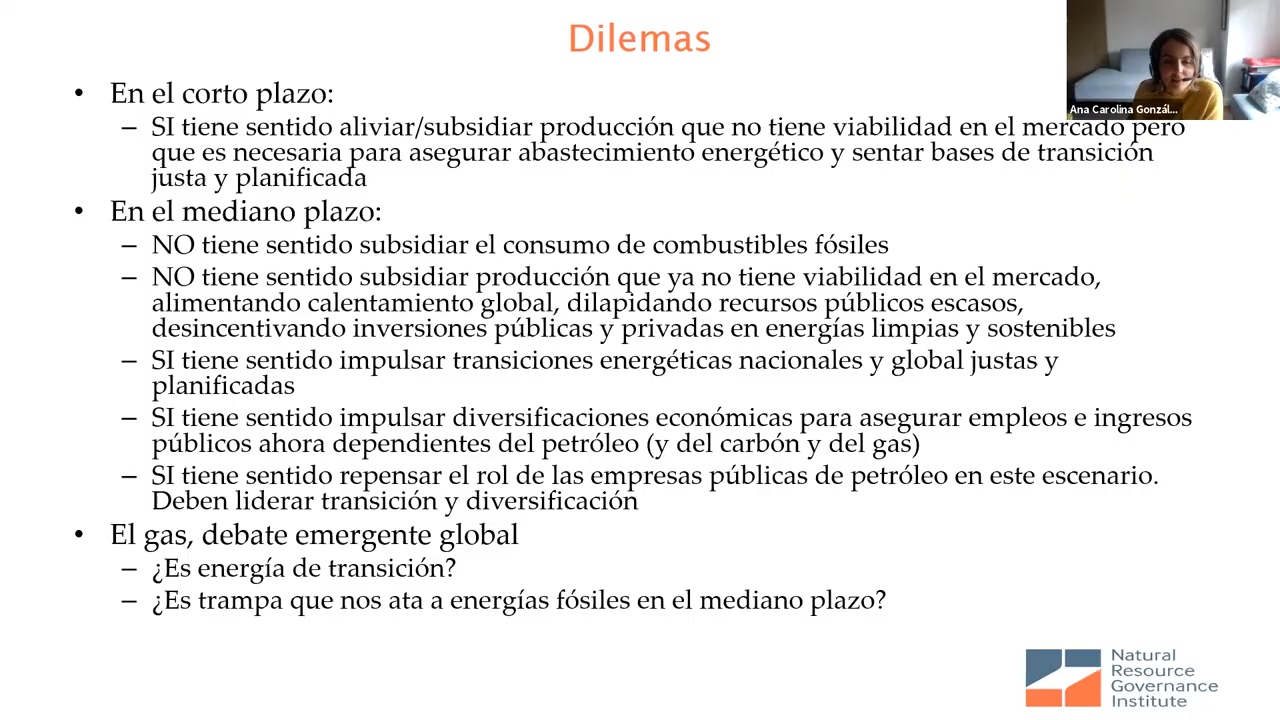 Dilemas
• En el corto plazo:
– SI tiene sentido aliviar/subsidiar producción que no tiene viabilidad en el mercado pero
que es necesaria para asegurar abastecimiento energético y sentar bases de transición
justa y planificada
• En el mediano plazo:
– NO tiene sentido subsidiar el consumo de combustibles fósiles
– NO tiene sentido subsidiar producción que ya no tiene viabilidad en el mercado,
alimentando calentamiento global, dilapidando recursos públicos escasos,
desincentivando inversiones públicas y privadas en energías limpias y sostenibles
– SI tiene sentido impulsar transiciones energéticas nacionales y global justas y
planificadas
– SI tiene sentido impulsar diversificaciones económicas para asegurar empleos e ingresos
públicos ahora dependientes del petróleo (y del carbón y del gas)
– SI tiene sentido repensar el rol de las empresas públicas de petróleo en este escenario.
Deben liderar transición y diversificación
• El gas, debate emergente global
– ¿Es energía de transición?
– ¿Es trampa que nos ata a energías fósiles en el mediano plazo?
Ana Carolina Gonzál...
Natural
Resource
Governance
Institute